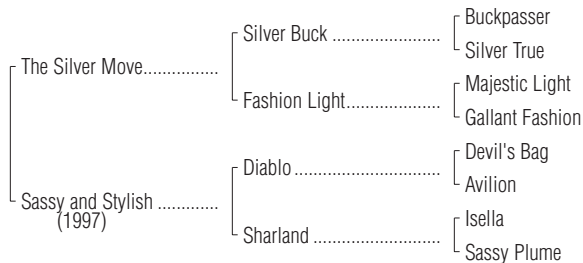 Buckpasser
Silver Buck ........................
Silver True
The Silver Move................
Majestic Light
Fashion Light.....................
Gallant Fashion
Devil's Bag
Diablo................................
Avilion
Sassy and Stylish .............
(1997)
Isella
Sharland ............................
Sassy Plume